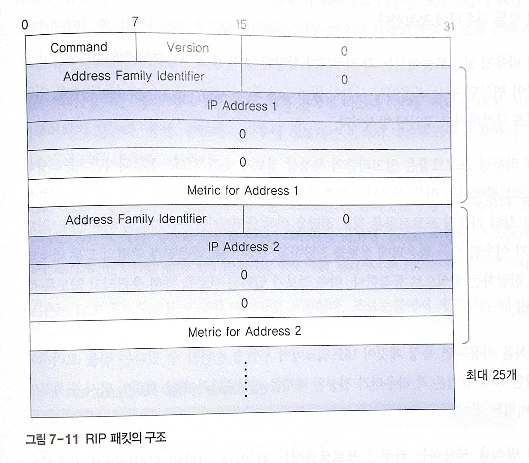 0 7 15 31
Command Version 0
Address Family Identifier 0
IP Address 1
0
0
Metric for Address 1
Address Family Identifier 0
IP Address 2
0
0
Metric for Address 2
최대 25개
그림 7-11 RIP 패킷의 구조